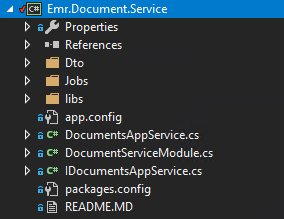 C# Emr.Document.Service
Properties
References
Dto
Jobs
libs
app.config
C# DocumentsAppService.cs
C# DocumentServiceModule.cs
C# IDocumentsAppService.cs
packages.config
README.MD